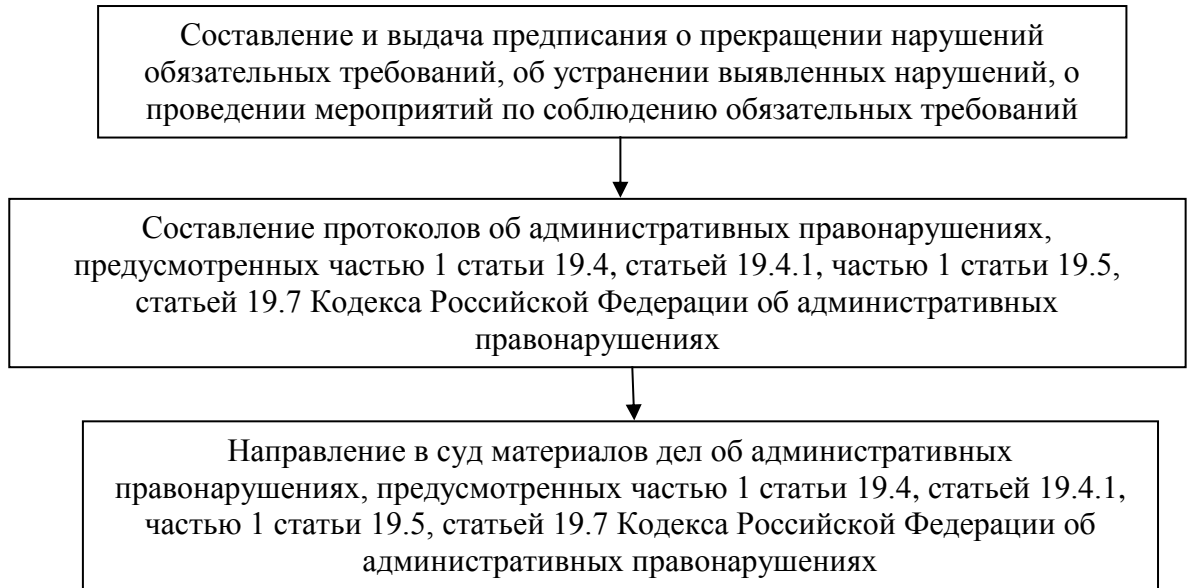 Составление и выдача предписания о прекращении нарушений
обязательных требований, об устранении выявленных нарушений, о
проведении мероприятий по соблюдению обязательных требований
Составление протоколов об административных правонарушениях,
предусмотренных частью 1 статьи 19.4, статьей 19.4.1, частью 1 статьи 19.5,
статьей 19.7 Кодекса Российской Федерации об административных
правонарушениях
Направление в суд материалов дел об административных
правонарушениях, предусмотренных частью 1 статьи 19.4, статьей 19.4.1,
частью 1 статьи 19.5, статьей 19.7 Кодекса Российской Федерации об
административных правонарушениях